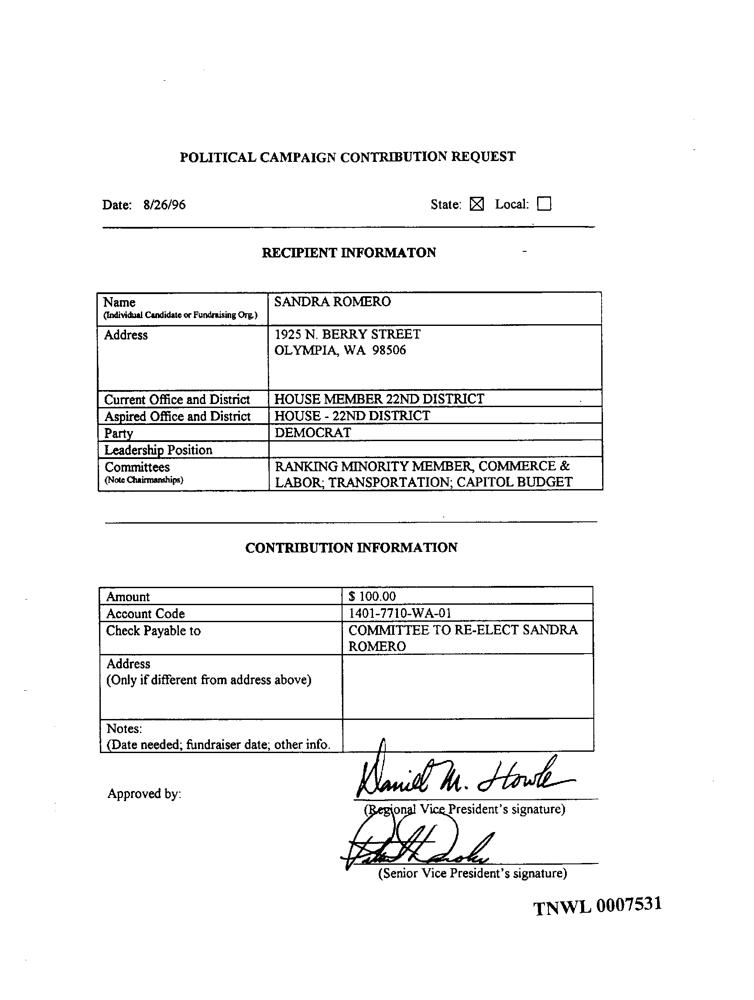 POLITICAL CAMPAIGN CONTRIBUTION REQUEST
Date: 8/26/96 State: ☒ Local: ☐
RECIPIENT INFORMATON
Name SANDRA ROMERO
(Individual Candidate or Fundraising Org.)
Address 1925 N. BERRY STREET
OLYMPIA, WA 98506
Current Office and District HOUSE MEMBER 22ND DISTRICT
Aspired Office and District HOUSE - 22ND DISTRICT
Party DEMOCRAT
Leadership Position
Committees RANKING MINORITY MEMBER, COMMERCE &
(Note Chairmanships) LABOR; TRANSPORTATION; CAPITOL BUDGET
CONTRIBUTION INFORMATION
Amount $ 100.00
Account Code 1401-7710-WA-01
Check Payable to COMMITTEE TO RE-ELECT SANDRA
ROMERO
Address
(Only if different from address above)
Notes:
(Date needed; fundraiser date; other info.
Daniel M. Howle
Approved by:
(Regional Vice President's signature)
(Senior Vice President's signature)
TNWL 0007531